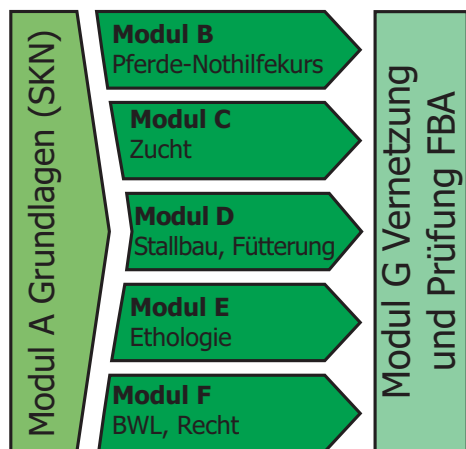 Modul A Grundlagen (SKN)
Modul B
Pferde-Nothilfekurs
Modul C
Zucht
Modul D
Stallbau, Fütterung
Modul E
Ethologie
Modul F
BWL, Recht
Modul G Vernetzung
und Prüfung FBA